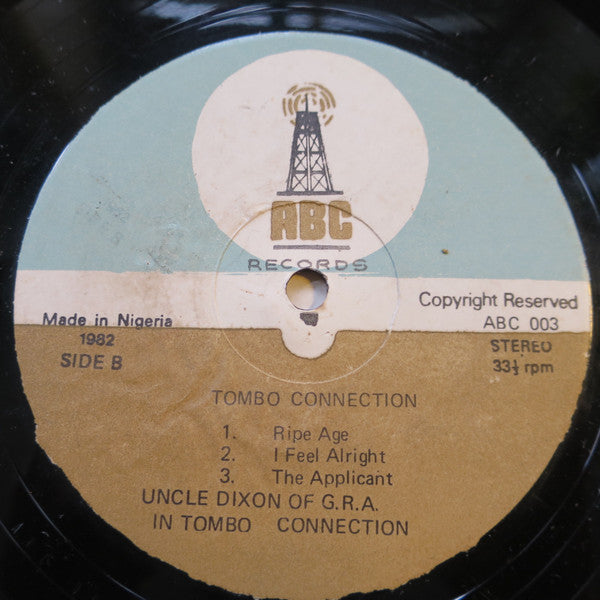 ABC
RECORDS
Made in Nigeria
1982
SIDE B
Copyright Reserved
ABC 003
STEREO
33⅓ rpm
TOMBO CONNECTION
1. Ripe Age
2. I Feel Alright
3. The Applicant
UNCLE DIXON OF G.R.A.
IN TOMBO CONNECTION